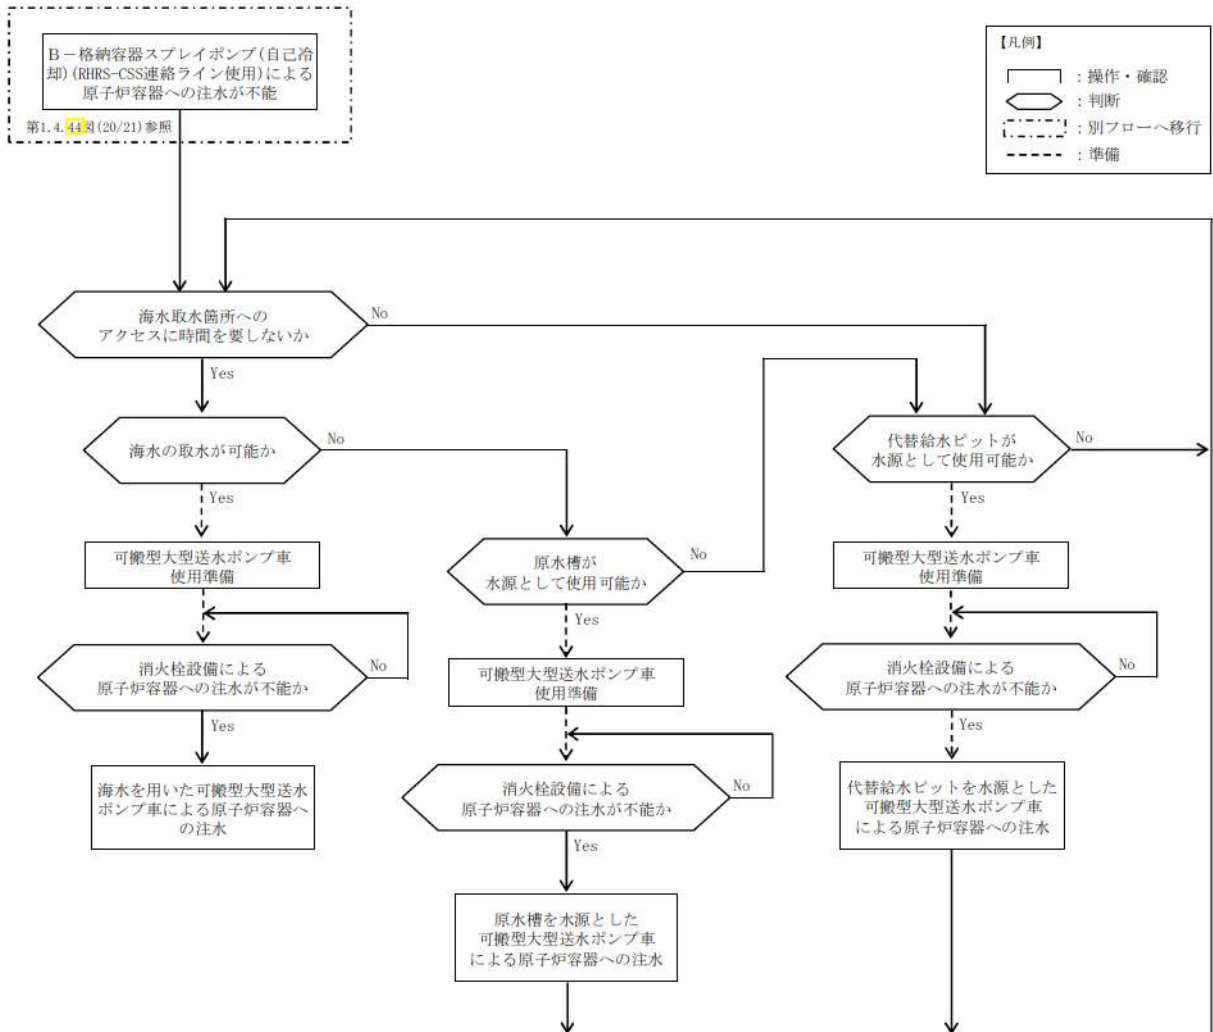 B－格納容器スプレイポンプ(自己冷
却)(RHRS-CSS連絡ライン使用)による
原子炉容器への注水が不能
第1.4.44図(20/21)参照
【凡例】
：操作・確認
：判断
：別フローへ移行
：準備
海水取水箇所への
アクセスに時間を要しないか
No
Yes
海水の取水が可能か
No
Yes
代替給水ピットが
水源として使用可能か
No
Yes
可搬型大型送水ポンプ車
使用準備
原水槽が
水源として使用可能か
No
Yes
可搬型大型送水ポンプ車
使用準備
消火栓設備による
原子炉容器への注水が不能か
No
Yes
可搬型大型送水ポンプ車
使用準備
消火栓設備による
原子炉容器への注水が不能か
No
Yes
海水を用いた可搬型大型送水
ポンプ車による原子炉容器へ
の注水
消火栓設備による
原子炉容器への注水が不能か
No
Yes
代替給水ピットを水源とした
可搬型大型送水ポンプ車
による原子炉容器への注水
原水槽を水源とした
可搬型大型送水ポンプ車
による原子炉容器への注水